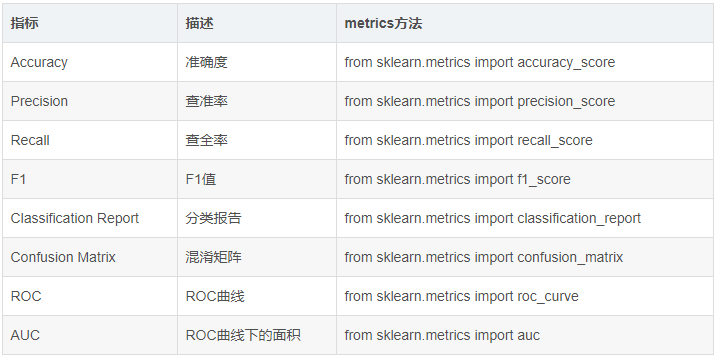 指标 描述 metrics方法
Accuracy 准确度 from sklearn.metrics import accuracy_score
Precision 查准率 from sklearn.metrics import precision_score
Recall 查全率 from sklearn.metrics import recall_score
F1 F1值 from sklearn.metrics import f1_score
Classification Report 分类报告 from sklearn.metrics import classification_report
Confusion Matrix 混淆矩阵 from sklearn.metrics import confusion_matrix
ROC ROC曲线 from sklearn.metrics import roc_curve
AUC ROC曲线下的面积 from sklearn.metrics import auc